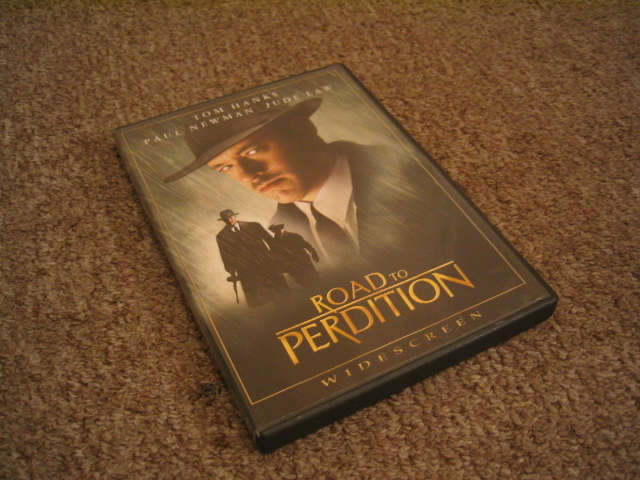 TOM HANKS
PAUL NEWMAN JUDE LAW
ROAD TO
PERDITION
WIDESCREEN